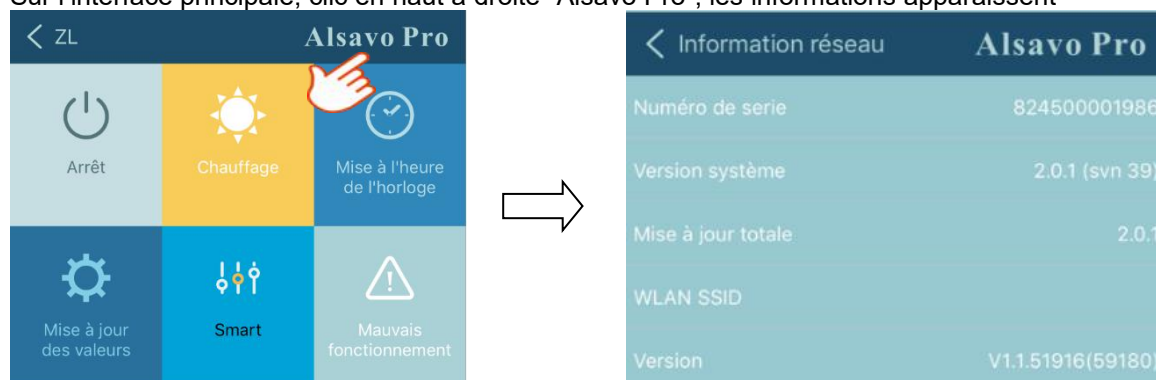 Sur l'interface principale, clic en haut à droite "Alsavo Pro", les informations apparaissent
ZL
Alsavo Pro
Arrêt
Chauffage
Mise à l'heure
de l'horloge
Mise à jour
des valeurs
Smart
Mauvais
fonctionnement
Information réseau
Alsavo Pro
Numéro de serie
824500001986
Version système
2.0.1 (svn 39)
Mise à jour totale
2.0.1
WLAN SSID
Version
V1.1.51916(59180)